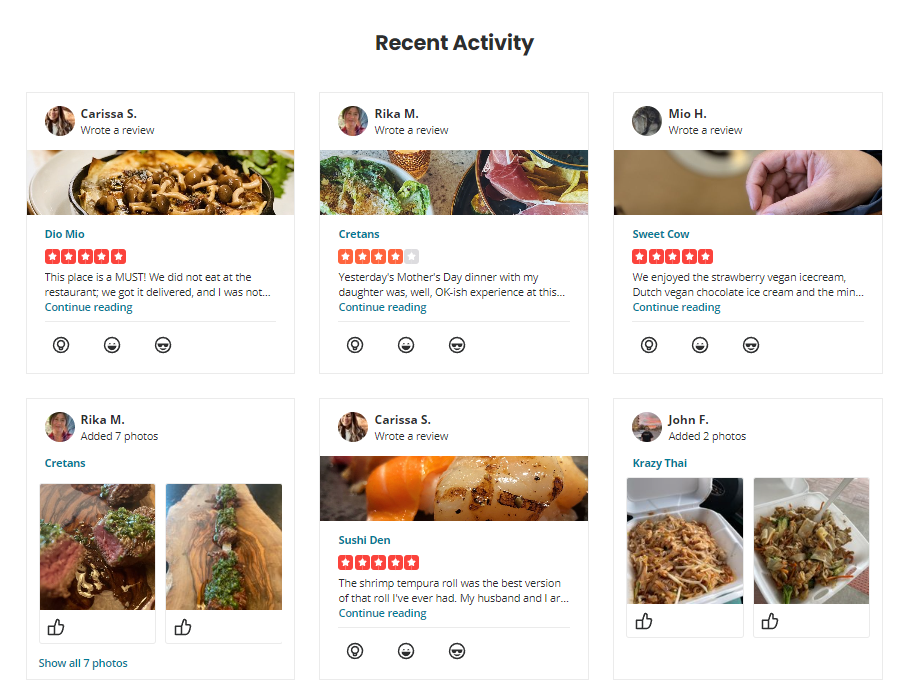 Recent Activity
Carissa S.
Wrote a review
Dio Mio
This place is a MUST! We did not eat at the
restaurant; we got it delivered, and I was not...
Continue reading
Rika M.
Wrote a review
Cretans
Yesterday's Mother's Day dinner with my
daughter was, well, OK-ish experience at this...
Continue reading
Mio H.
Wrote a review
Sweet Cow
We enjoyed the strawberry vegan icecream,
Dutch vegan chocolate ice cream and the min...
Continue reading
Rika M.
Added 7 photos
Cretans
Show all 7 photos
Carissa S.
Wrote a review
Sushi Den
The shrimp tempura roll was the best version
of that roll I've ever had. My husband and I ar...
Continue reading
John F.
Added 2 photos
Krazy Thai